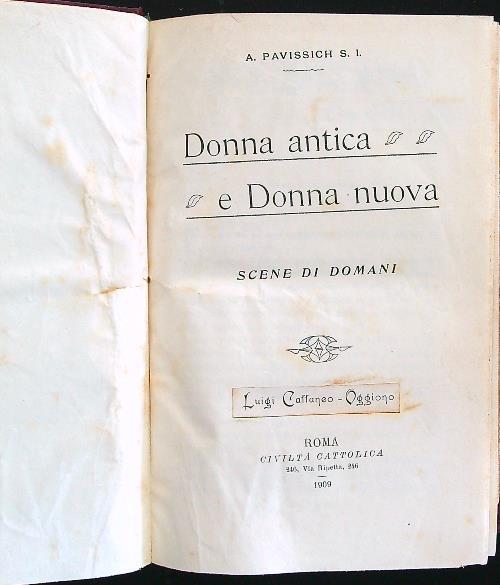 A. PAVISSICH S. I.
Donna antica
e Donna nuova
SCENE DI DOMANI
Luigi Cattaneo - Oggiono
ROMA
CIVILTÀ CATTOLICA
246, Via Ripetta, 246
1909